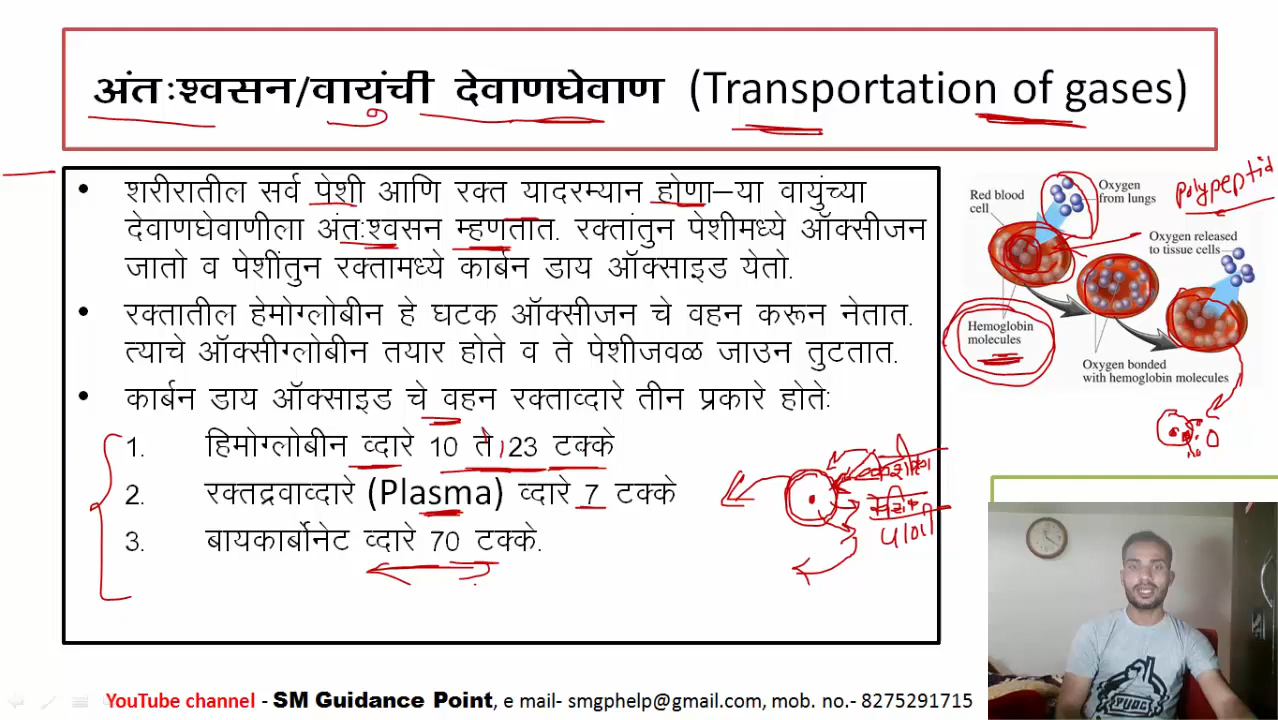 अंतःश्वसन/वायुंची देवाणघेवाण (Transportation of gases)
• शरीरातील सर्व पेशी आणि रक्त यादरम्यान होणा–या वायुंच्या
देवाणघेवाणीला अंतःश्वसन म्हणतात. रक्तांतुन पेशीमध्ये ऑक्सीजन
जातो व पेशींतुन रक्तामध्ये कार्बन डाय ऑक्साइड येतो.
• रक्तातील हेमोग्लोबीन हे घटक ऑक्सीजन चे वहन करून नेतात.
त्याचे ऑक्सीग्लोबीन तयार होते व ते पेशीजवळ जाउन तुटतात.
• कार्बन डाय ऑक्साइड चे वहन रक्ताव्दारे तीन प्रकारे होतेः
1. हिमोग्लोबीन व्दारे 10 ते 23 टक्के
2. रक्तद्रवाव्दारे (Plasma) व्दारे 7 टक्के
3. बायकार्बोनेट व्दारे 70 टक्के.
polypeptid
Red blood
cell
Oxygen
from lungs
Oxygen released
to tissue cells
Hemoglobin
molecules
Oxygen bonded
with hemoglobin molecules
YouTube channel - SM Guidance Point, e mail- smgphelp@gmail.com, mob. no.- 8275291715